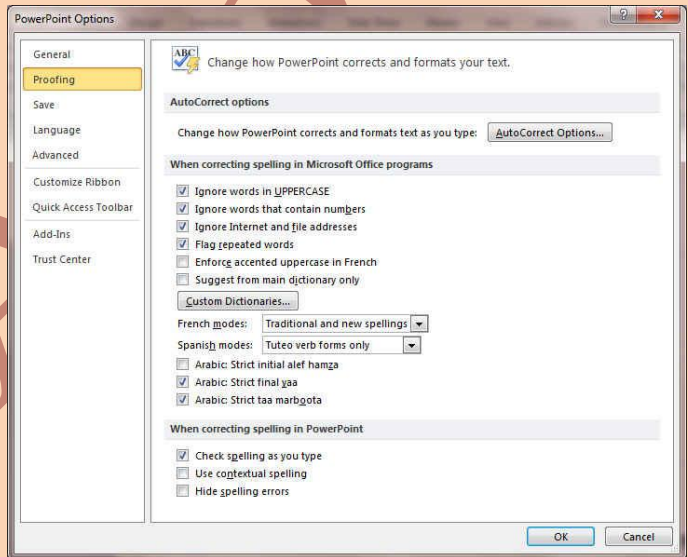 PowerPoint Options
General
Proofing
Save
Language
Advanced
Customize Ribbon
Quick Access Toolbar
Add-Ins
Trust Center
ABC
Change how PowerPoint corrects and formats your text.
AutoCorrect options
Change how PowerPoint corrects and formats text as you type: AutoCorrect Options...
When correcting spelling in Microsoft Office programs
Ignore words in UPPERCASE
Ignore words that contain numbers
Ignore Internet and file addresses
Flag repeated words
Enforce accented uppercase in French
Suggest from main dictionary only
Custom Dictionaries...
French modes: Traditional and new spellings
Spanish modes: Tuteo verb forms only
Arabic: Strict initial alef hamza
Arabic: Strict final yaa
Arabic: Strict taa marboota
When correcting spelling in PowerPoint
Check spelling as you type
Use contextual spelling
Hide spelling errors
OK Cancel